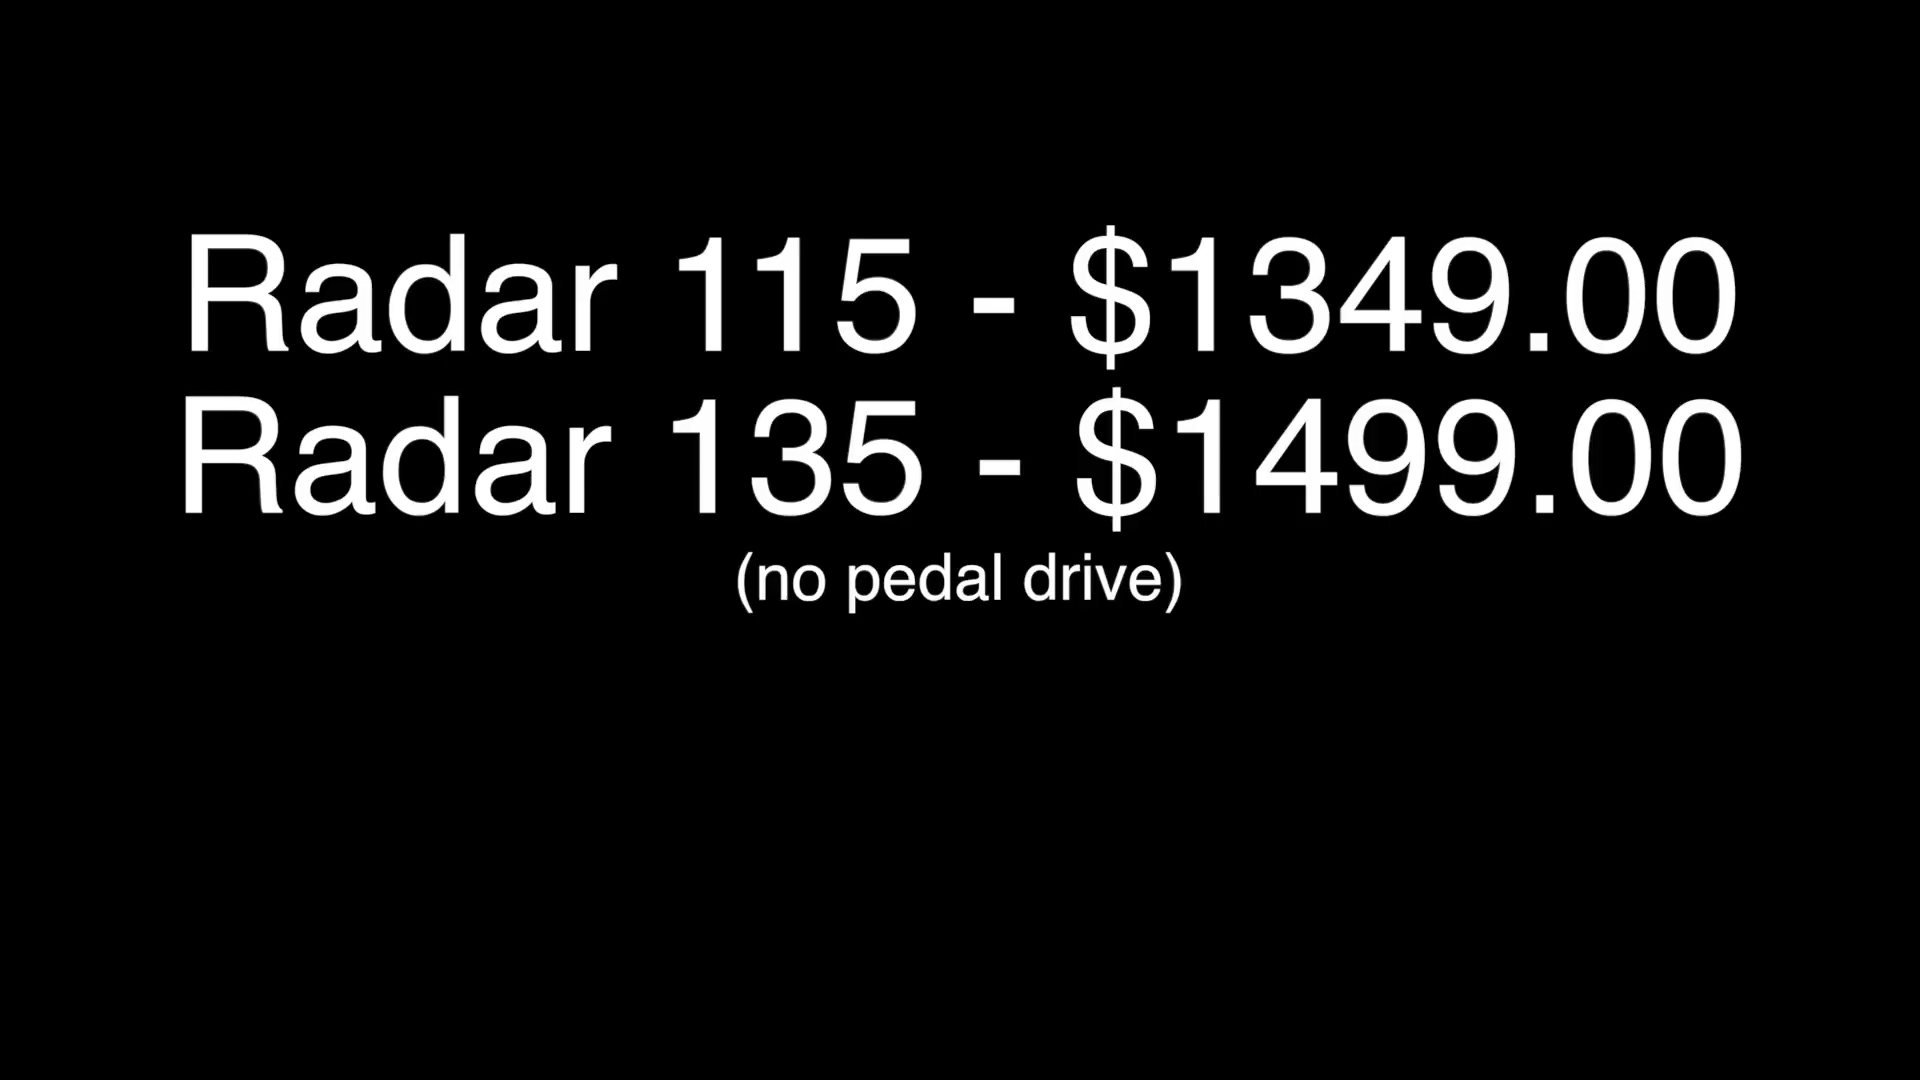 Radar 115 - $1349.00
Radar 135 - $1499.00
(no pedal drive)